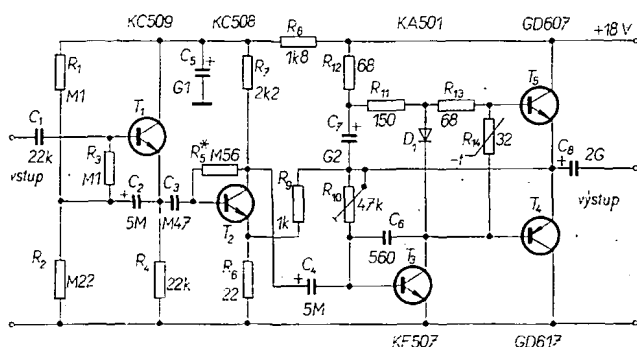 KC509 KC508 KA501 GD607
+18 V
R8
1k8
R1
M1
C5 +
G1
R7
2k2
R12
68
T1
R11
150
R13
68
T5
C1
22k
vstup
R3
M1
C7 +
G2
D1
R14
32
-t
C8
+ 2G
výstup
R5* M56
C2
+
5M
C3
M47
T2
R9
1k
R10
47k
C6
560
T4
R2
M22
R4
22k
R6
22
C4
+
5M
T3
KF507 GD617